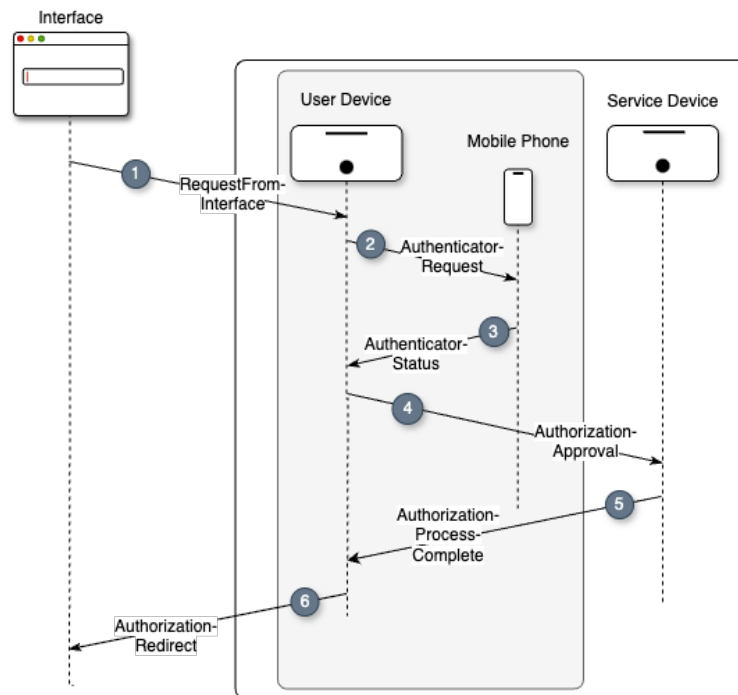 Interface
User Device
Service Device
Mobile Phone
1
RequestFrom-
Interface
2
Authenticator-
Request
3
Authenticator-
Status
4
Authorization-
Approval
5
Authorization-
Process-
Complete
6
Authorization-
Redirect